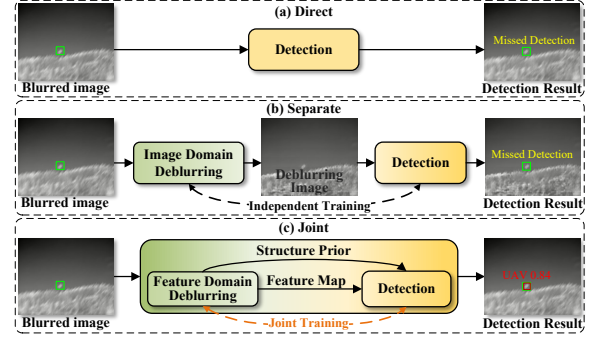 (a) Direct
Detection
Missed Detection
Blurred image
Detection Result
(b) Separate
Image Domain
Deblurring
Deblurring
Image
Detection
Missed Detection
Independent Training
Blurred image
Detection Result
(c) Joint
Structure Prior
Feature Domain
Deblurring
Feature Map
Detection
UAV 0.84
Joint Training
Blurred image
Detection Result